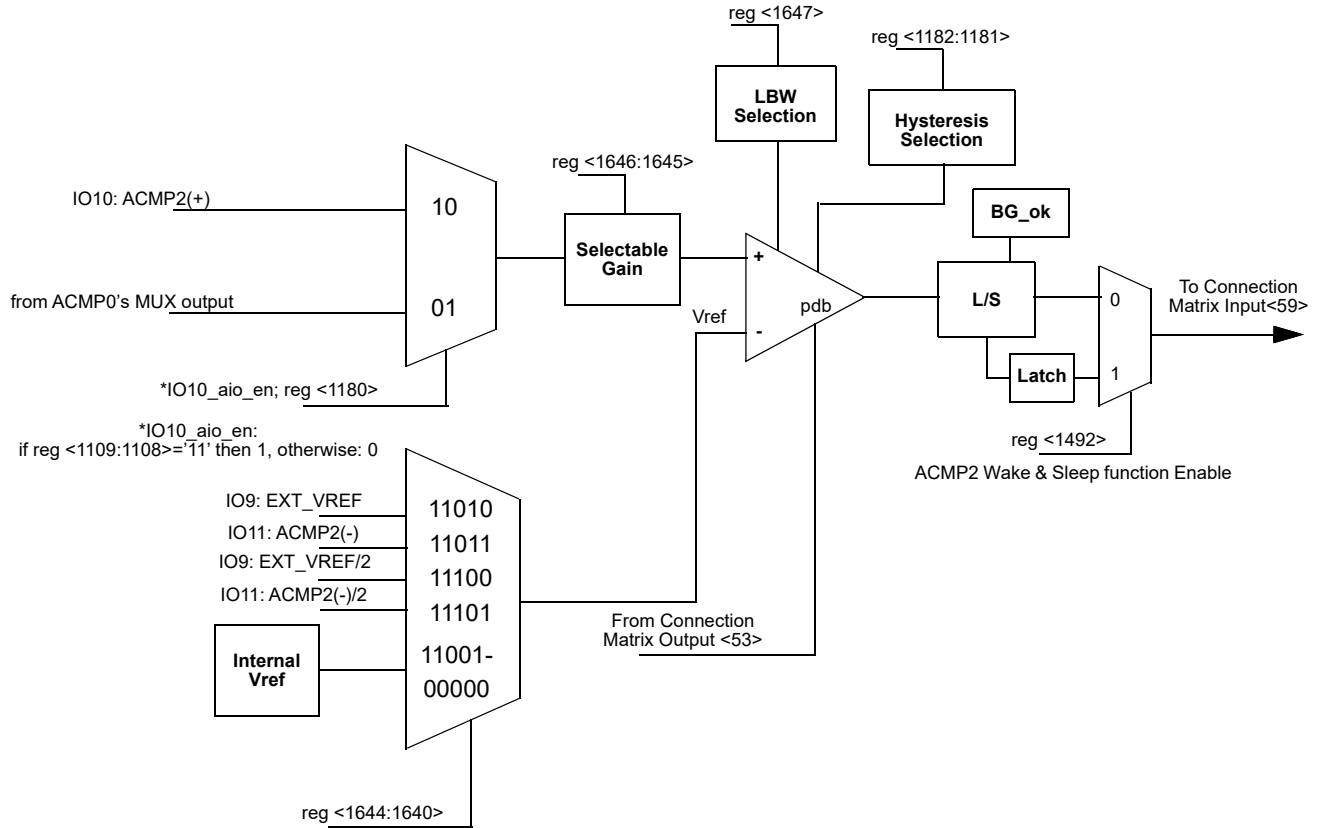 reg <1647>
reg <1182:1181>
LBW
Selection
Hysteresis
Selection
reg <1646:1645>
IO10: ACMP2(+)
10
BG_ok
Selectable
Gain
+
from ACMP0's MUX output
01
L/S
0
To Connection
Matrix Input<59>
Vref
pdb
-
Latch
1
*IO10_aio_en; reg <1180>
*IO10_aio_en:
if reg <1109:1108>='11' then 1, otherwise: 0
reg <1492>
ACMP2 Wake & Sleep function Enable
IO9: EXT_VREF
11010
IO11: ACMP2(-)
11011
IO9: EXT_VREF/2
11100
IO11: ACMP2(-)/2
11101
From Connection
Matrix Output <53>
Internal
Vref
11001-
00000
reg <1644:1640>